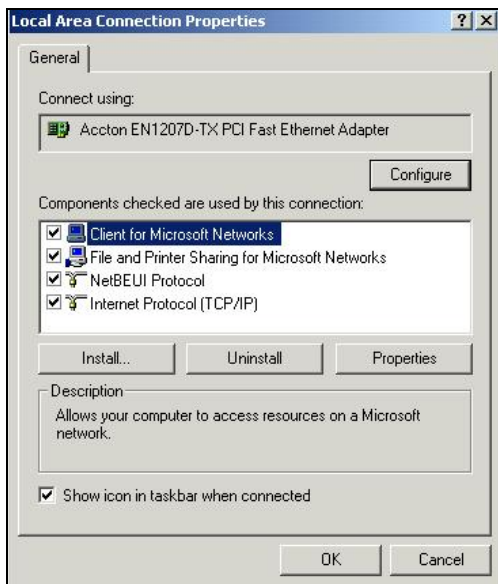 Local Area Connection Properties
General
Connect using:
Accton EN1207D-TX PCI Fast Ethernet Adapter
Configure
Components checked are used by this connection:
Client for Microsoft Networks
File and Printer Sharing for Microsoft Networks
NetBEUI Protocol
Internet Protocol (TCP/IP)
Install... Uninstall Properties
Description
Allows your computer to access resources on a Microsoft
network.
Show icon in taskbar when connected
OK Cancel